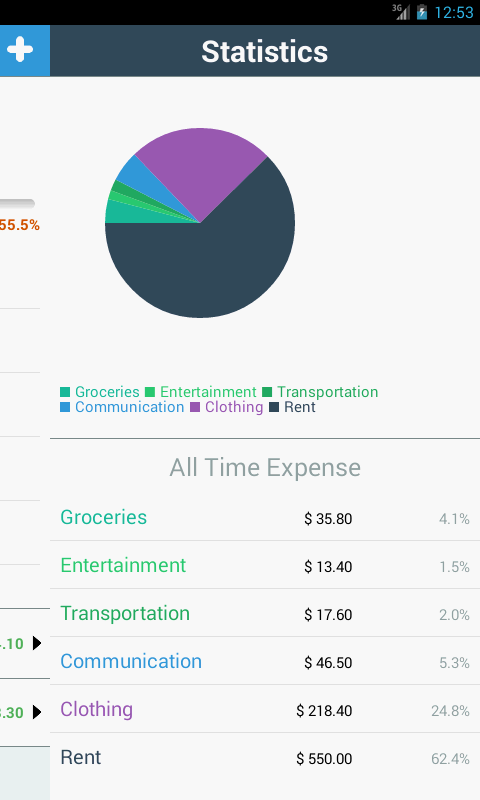 3G 12:53
Statistics
55.5%
Groceries Entertainment Transportation
Communication Clothing Rent
All Time Expense
Groceries $ 35.80 4.1%
Entertainment $ 13.40 1.5%
Transportation $ 17.60 2.0%
.10
Communication $ 46.50 5.3%
Clothing $ 218.40 24.8%
.30
Rent $ 550.00 62.4%